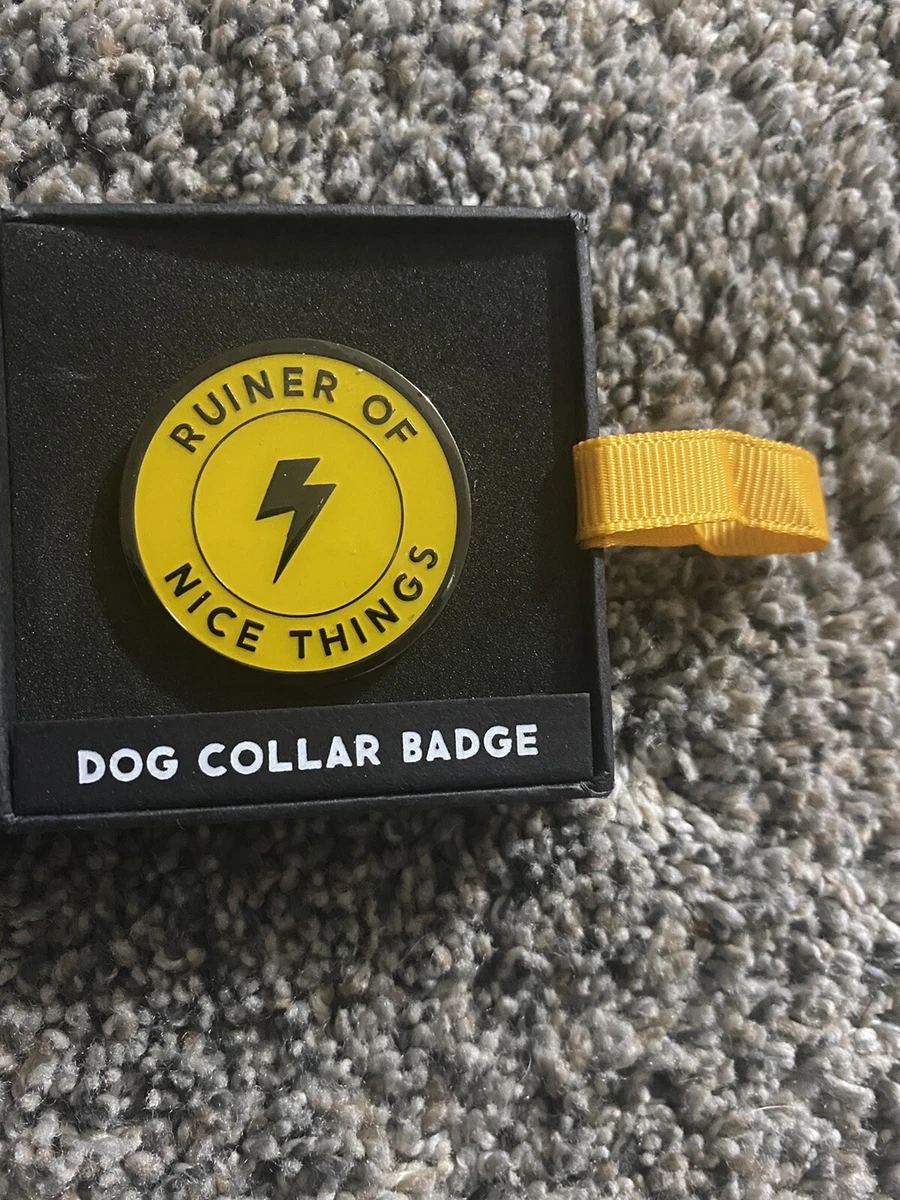 RUINER OF
NICE THINGS
DOG COLLAR BADGE